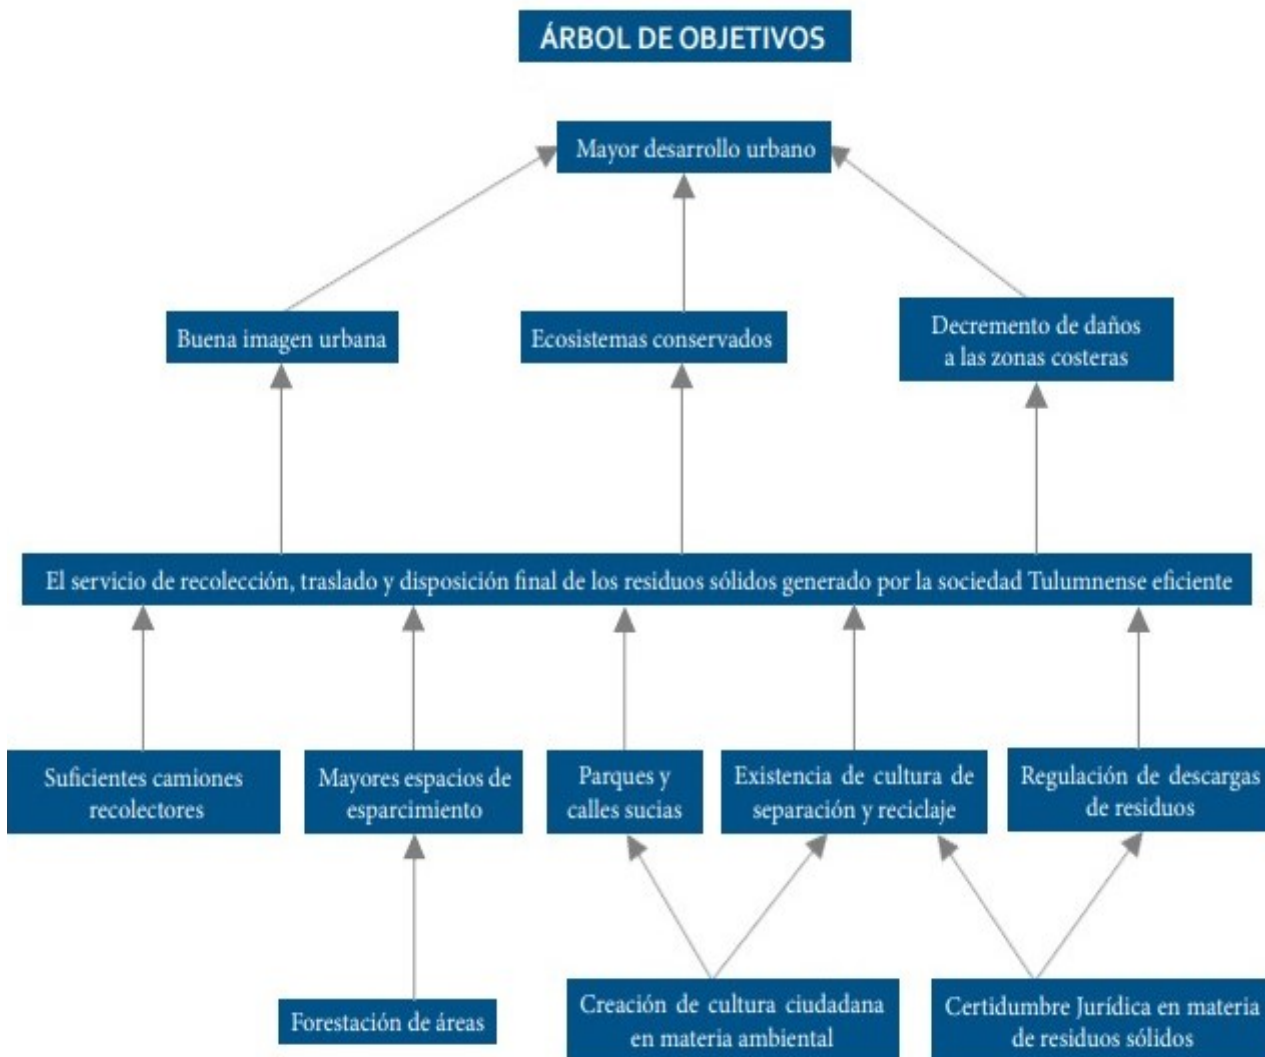 ÁRBOL DE OBJETIVOS
Mayor desarrollo urbano
Buena imagen urbana
Ecosistemas conservados
Decremento de daños
a las zonas costeras
El servicio de recolección, traslado y disposición final de los residuos sólidos generado por la sociedad Tulumnense eficiente
Suficientes camiones
recolectores
Mayores espacios de
esparcimiento
Parques y
calles sucias
Existencia de cultura de
separación y reciclaje
Regulación de descargas
de residuos
Forestación de áreas
Creación de cultura ciudadana
en materia ambiental
Certidumbre Jurídica en materia
de residuos sólidos